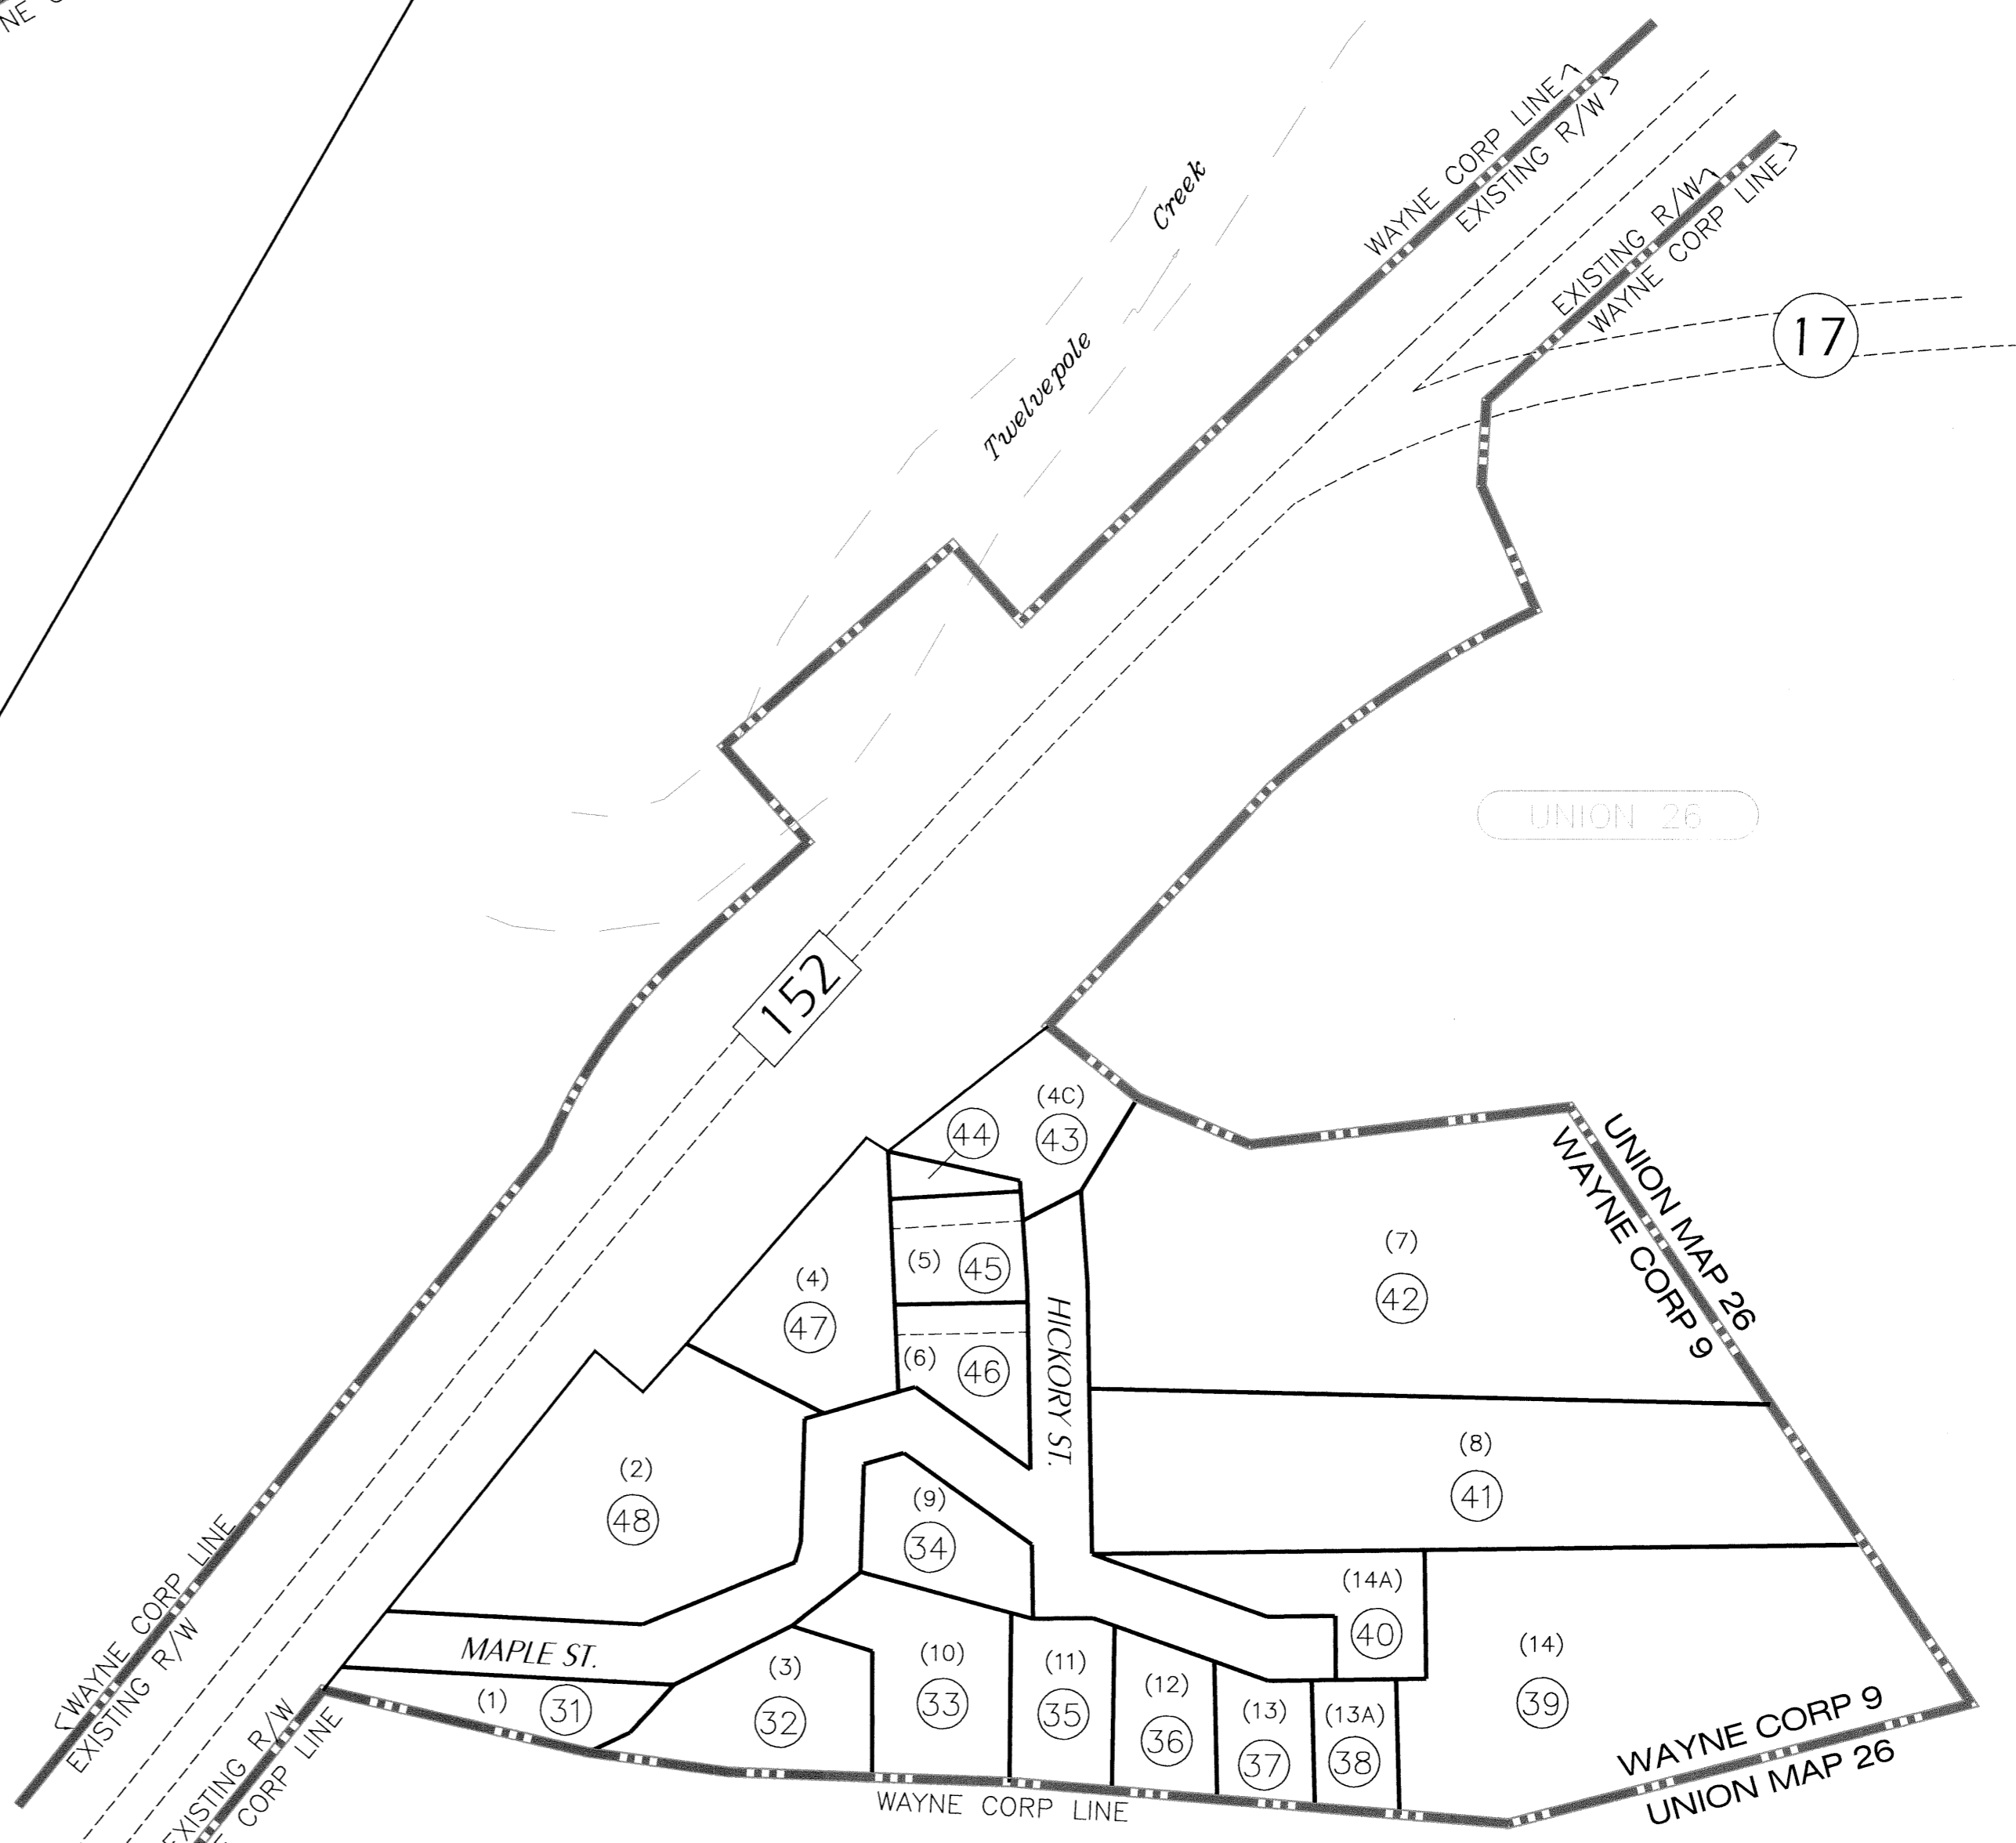 WAYNE CORP LINE
EXISTING R/W
EXISTING R/W
WAYNE CORP LINE
Twelvepole Creek
17
UNION 26
152
(4C)
43
44
UNION MAP 26
WAYNE CORP 9
(7)
42
(5)
45
(4)
47
(6)
46
HICKORY ST.
(8)
41
(2)
48
(9)
34
WAYNE CORP LINE
EXISTING R/W
(14A)
40
MAPLE ST.
(14)
39
(1)
31
(3)
32
(10)
33
(11)
35
(12)
36
(13)
37
(13A)
38
EXISTING R/W
CORP LINE
WAYNE CORP LINE
WAYNE CORP 9
UNION MAP 26